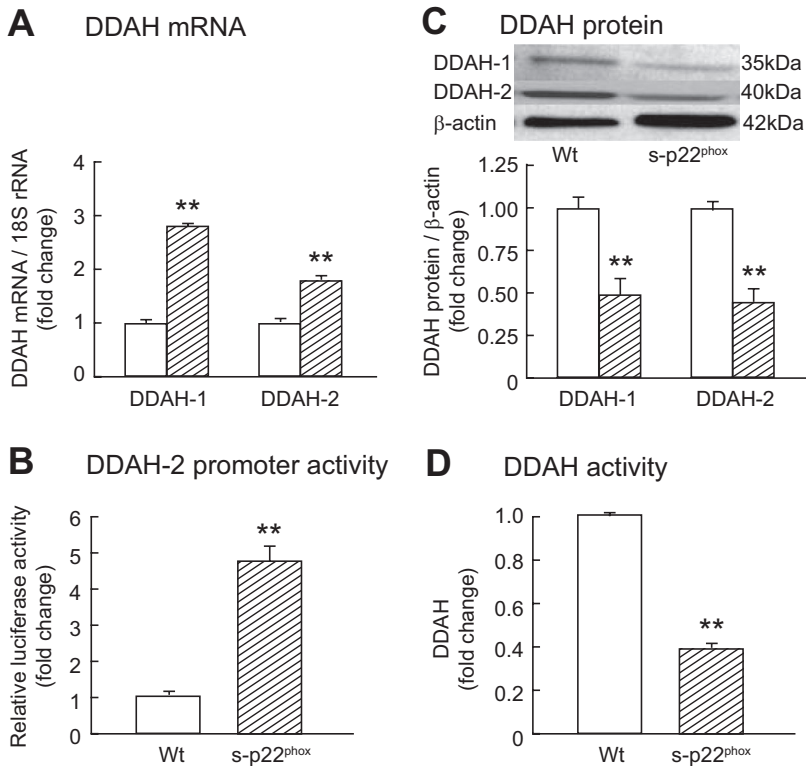 A DDAH mRNA
DDAH mRNA / 18S rRNA
(fold change)
4
3
2
1
0
**
**
DDAH-1 DDAH-2
B DDAH-2 promoter activity
Relative luciferase activity
(fold change)
6
5
4
3
2
1
0
**
Wt s-p22phox
C DDAH protein
DDAH-1 35kDa
DDAH-2 40kDa
β-actin 42kDa
Wt s-p22phox
DDAH protein / β-actin
(fold change)
1.25
1.00
0.75
0.50
0.25
0
**
**
DDAH-1 DDAH-2
D DDAH activity
DDAH
(fold change)
1.0
0.8
0.6
0.4
0.2
0
**
Wt s-p22phox